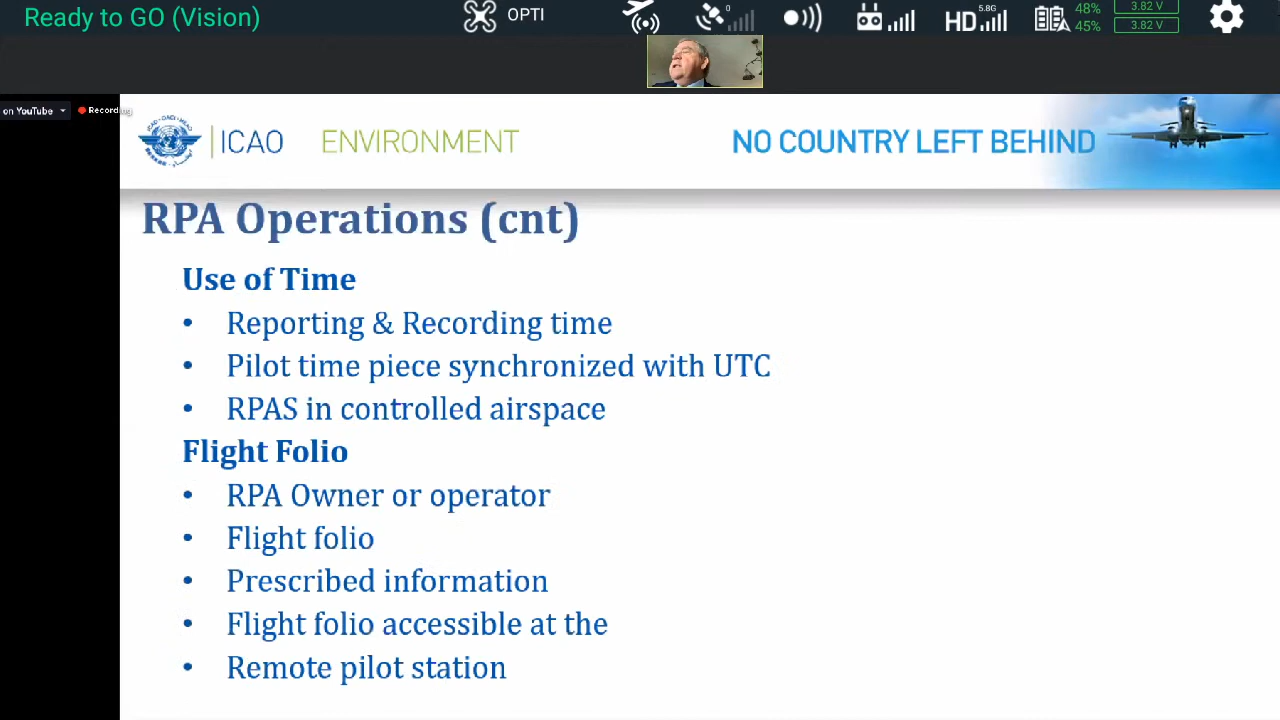 Ready to GO (Vision)
OPTI
0
HD
5.8G
48%
45%
3.82 V
3.82 V
on YouTube
Recording
ICAO
ENVIRONMENT
NO COUNTRY LEFT BEHIND
RPA Operations (cnt)
Use of Time
• Reporting & Recording time
• Pilot time piece synchronized with UTC
• RPAS in controlled airspace
Flight Folio
• RPA Owner or operator
• Flight folio
• Prescribed information
• Flight folio accessible at the
• Remote pilot station